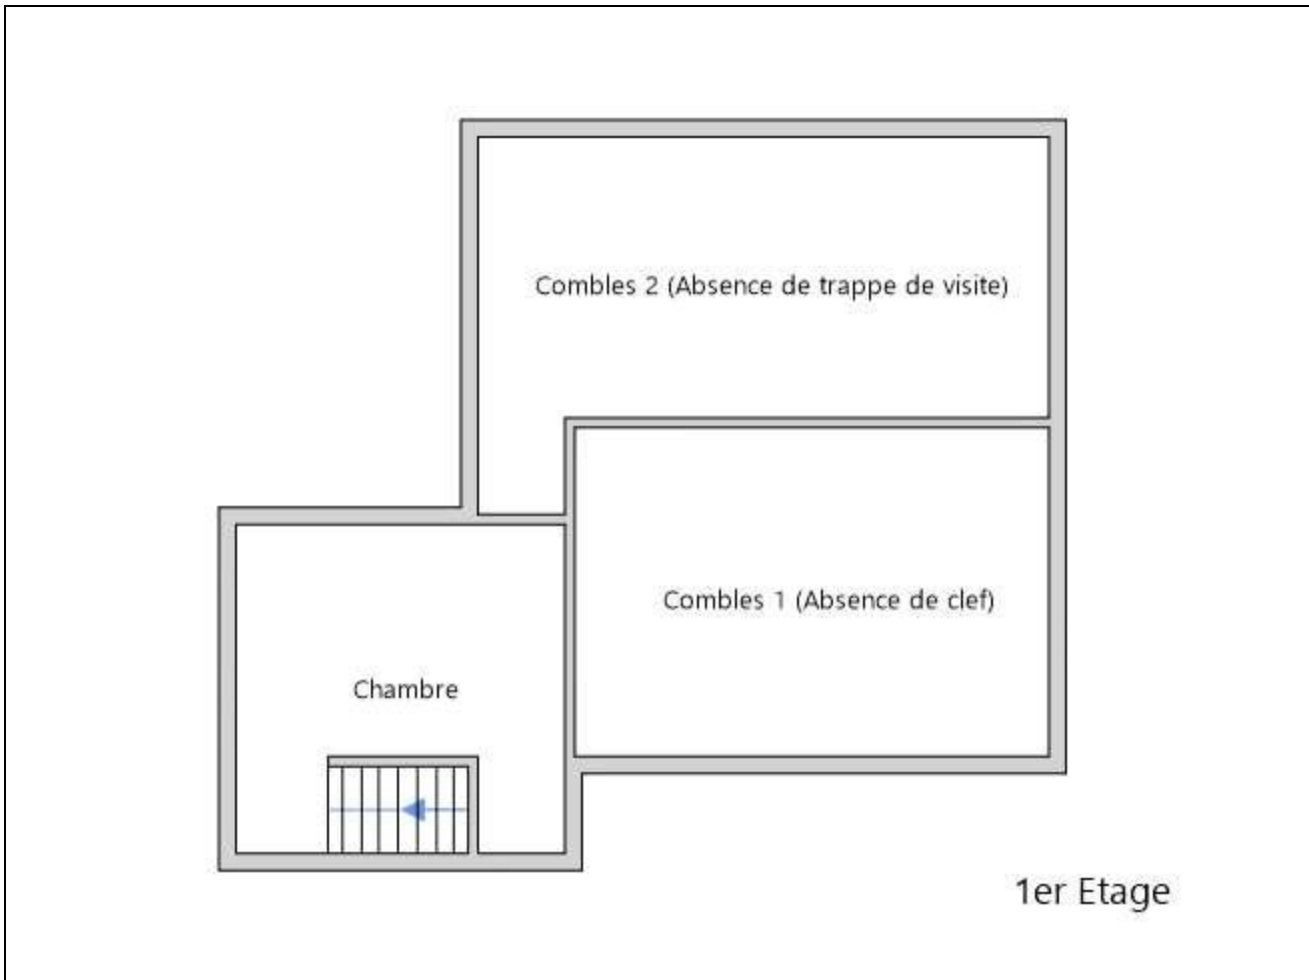 Combles 2 (Absence de trappe de visite)
Combles 1 (Absence de clef)
Chambre
1er Etage